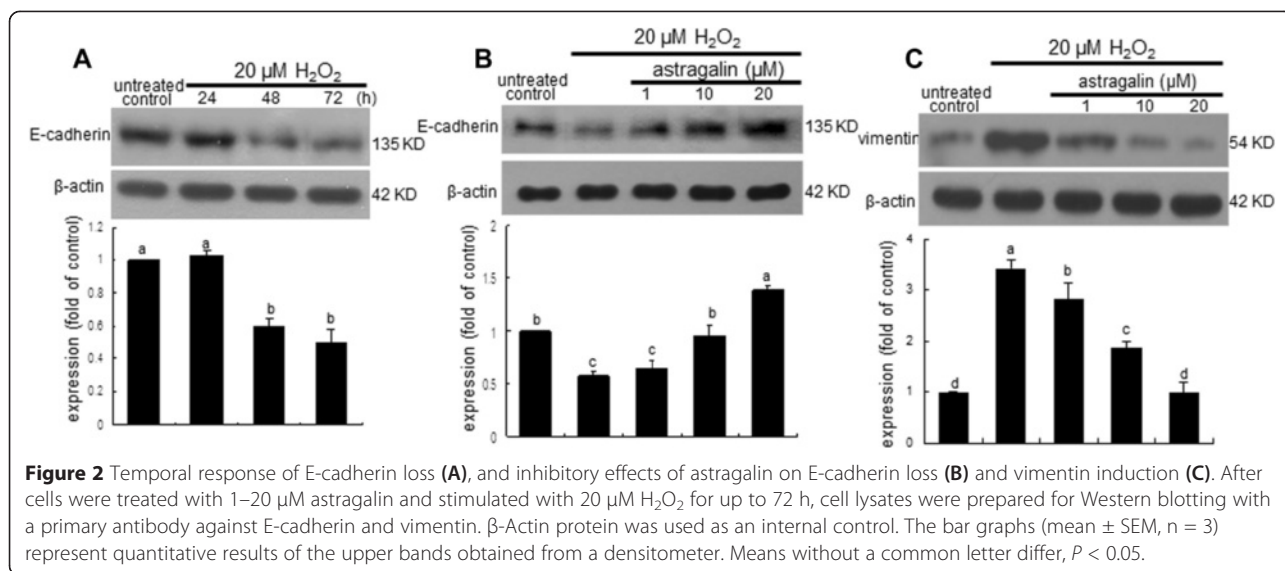 A
20 µM H₂O₂
untreated
control
24 48 72 (h)
E-cadherin
135 KD
β-actin
42 KD
expression (fold of control)
1.2
1
0.8
0.6
0.4
0.2
0
a
a
b
b
B
20 µM H₂O₂
astragalin (µM)
untreated
control
1 10 20
E-cadherin
135 KD
β-actin
42 KD
expression (fold of control)
2
1.5
1
0.5
0
b
c
c
b
a
C
20 µM H₂O₂
astragalin (µM)
untreated
control
1 10 20
vimentin
54 KD
β-actin
42 KD
expression (fold of control)
4
3
2
1
0
d
a
b
c
d
Figure 2 Temporal response of E-cadherin loss (A), and inhibitory effects of astragalin on E-cadherin loss (B) and vimentin induction (C). After
cells were treated with 1–20 µM astragalin and stimulated with 20 µM H₂O₂ for up to 72 h, cell lysates were prepared for Western blotting with
a primary antibody against E-cadherin and vimentin. β-Actin protein was used as an internal control. The bar graphs (mean ± SEM, n = 3)
represent quantitative results of the upper bands obtained from a densitometer. Means without a common letter differ, P < 0.05.